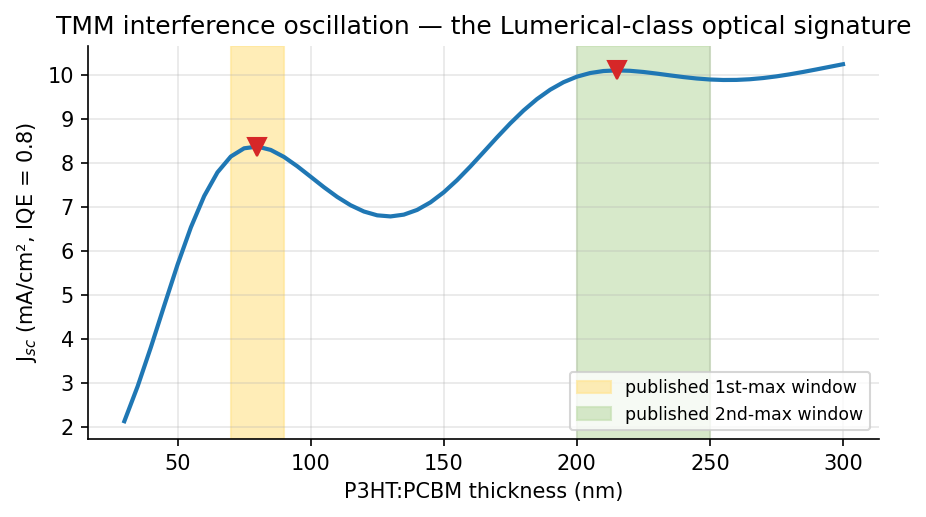 TMM interference oscillation — the Lumerical-class optical signature
10
9
8
7
6
5
4
3
2
J_sc (mA/cm², IQE = 0.8)
published 1st-max window
published 2nd-max window
50 100 150 200 250 300
P3HT:PCBM thickness (nm)